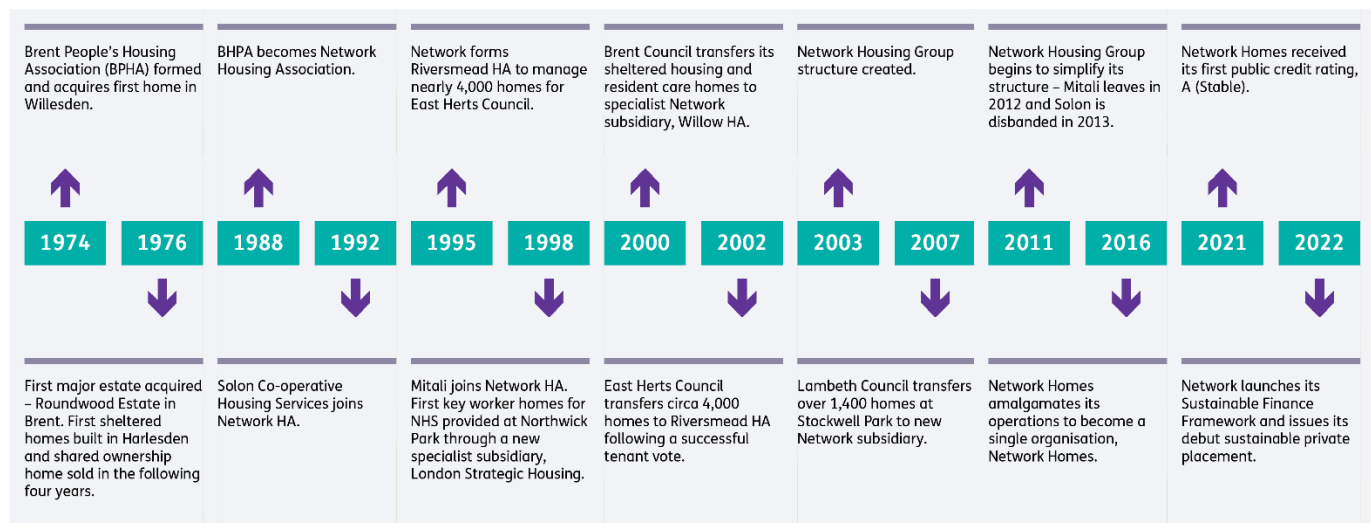 Brent People's Housing
Association (BPHA) formed
and acquires first home in
Willesden.
BHPA becomes Network
Housing Association.
Network forms
Riversmead HA to manage
nearly 4,000 homes for
East Herts Council.
Brent Council transfers its
sheltered housing and
resident care homes to
specialist Network
subsidiary, Willow HA.
Network Housing Group
structure created.
Network Housing Group
begins to simplify its
structure – Mitali leaves in
2012 and Solon is
disbanded in 2013.
Network Homes received
its first public credit rating,
A (Stable).
1974 1976 1988 1992 1995 1998 2000 2002 2003 2007 2011 2016 2021 2022
First major estate acquired
– Roundwood Estate in
Brent. First sheltered
homes built in Harlesden
and shared ownership
home sold in the following
four years.
Solon Co-operative
Housing Services joins
Network HA.
Mitali joins Network HA.
First key worker homes for
NHS provided at Northwick
Park through a new
specialist subsidiary,
London Strategic Housing.
East Herts Council
transfers circa 4,000
homes to Riversmead HA
following a successful
tenant vote.
Lambeth Council transfers
over 1,400 homes at
Stockwell Park to new
Network subsidiary.
Network Homes
amalgamates its
operations to become a
single organisation,
Network Homes.
Network launches its
Sustainable Finance
Framework and issues its
debut sustainable private
placement.